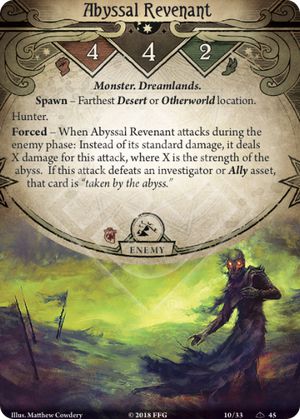 Abyssal Revenant
4 4 2
Monster. Dreamlands.
Spawn – Farthest Desert or Otherworld location.
Hunter.
Forced – When Abyssal Revenant attacks during the
enemy phase: Instead of its standard damage, it deals
X damage for this attack, where X is the strength of the
abyss. If this attack defeats an investigator or Ally asset,
that card is “taken by the abyss.”
ENEMY
Illus. Matthew Cowdery
© 2018 FFG
10/33
45